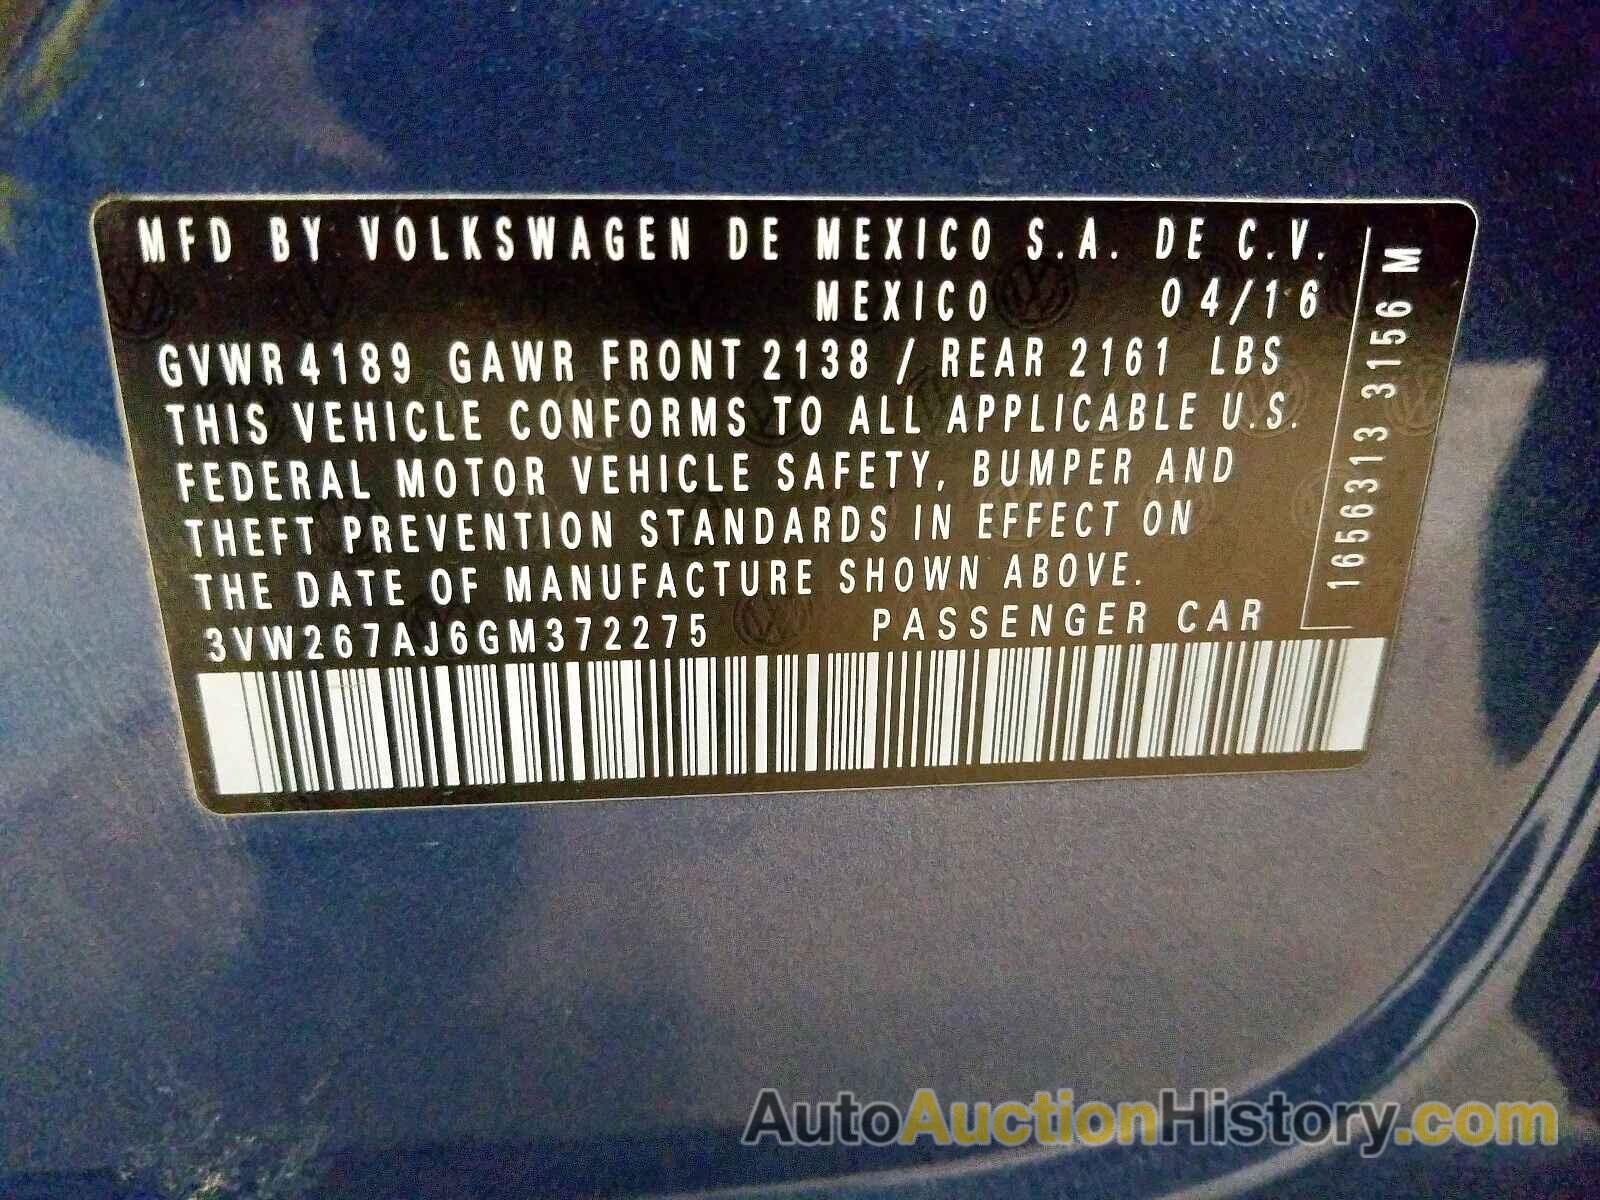 MFD BY VOLKSWAGEN DE MEXICO S.A. DE C.V.
MEXICO 04/16
GVWR 4189 GAWR FRONT 2138 / REAR 2161 LBS
THIS VEHICLE CONFORMS TO ALL APPLICABLE U.S.
FEDERAL MOTOR VEHICLE SAFETY, BUMPER AND
THEFT PREVENTION STANDARDS IN EFFECT ON
THE DATE OF MANUFACTURE SHOWN ABOVE.
3VW267AJ6GM372275 PASSENGER CAR
1656313 3156 M
AutoAuctionHistory.com